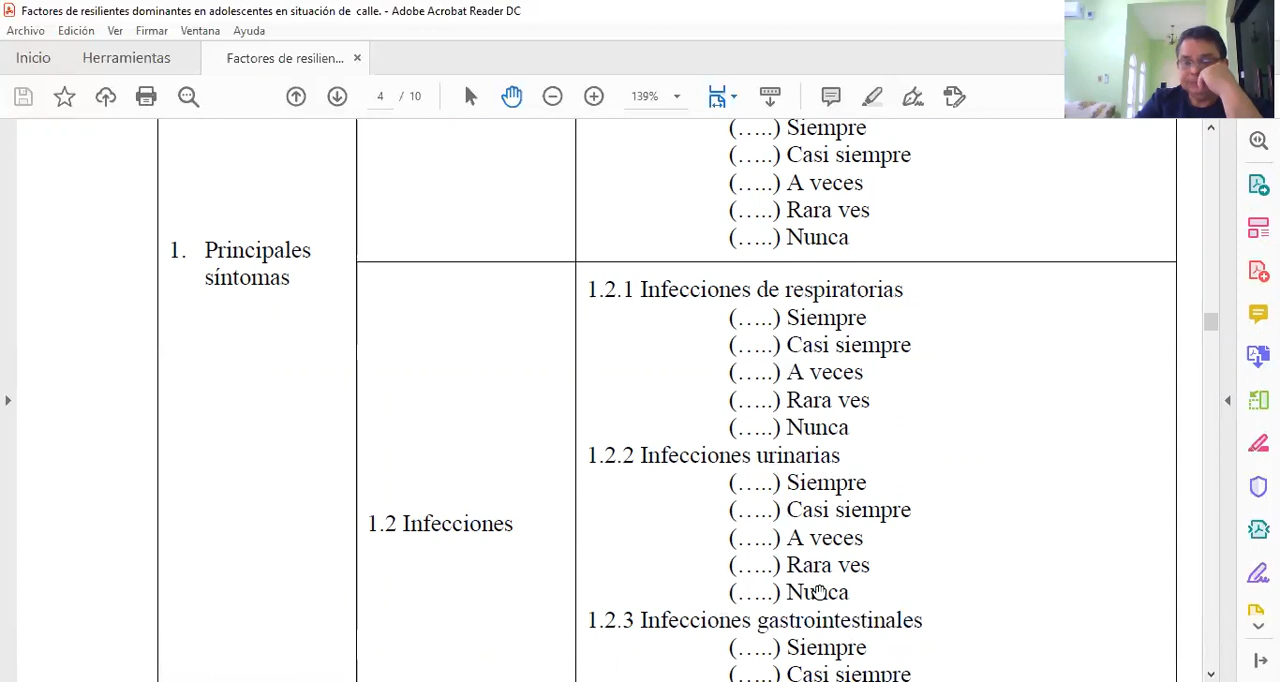 Factores de resilientes dominantes en adolescentes en situación de  calle. - Adobe Acrobat Reader DC
Archivo Edición Ver Firmar Ventana Ayuda
Inicio Herramientas Factores de resilien... ×
4 / 10 139%
(…..) Siempre
(…..) Casi siempre
(…..) A veces
(…..) Rara ves
(…..) Nunca
1. Principales
síntomas
1.2.1 Infecciones de respiratorias
(…..) Siempre
(…..) Casi siempre
(…..) A veces
(…..) Rara ves
(…..) Nunca
1.2.2 Infecciones urinarias
(…..) Siempre
(…..) Casi siempre
1.2 Infecciones
(…..) A veces
(…..) Rara ves
(…..) Nunca
1.2.3 Infecciones gastrointestinales
(…..) Siempre
(…..) Casi siempre